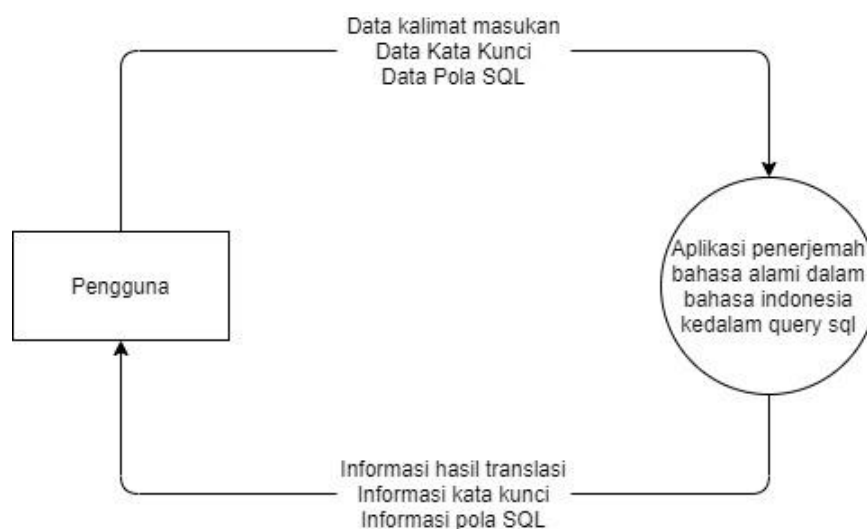 Data kalimat masukan
Data Kata Kunci
Data Pola SQL
Pengguna
Aplikasi penerjemah
bahasa alami dalam
bahasa indonesia
kedalam query sql
Informasi hasil translasi
Informasi kata kunci
Informasi pola SQL